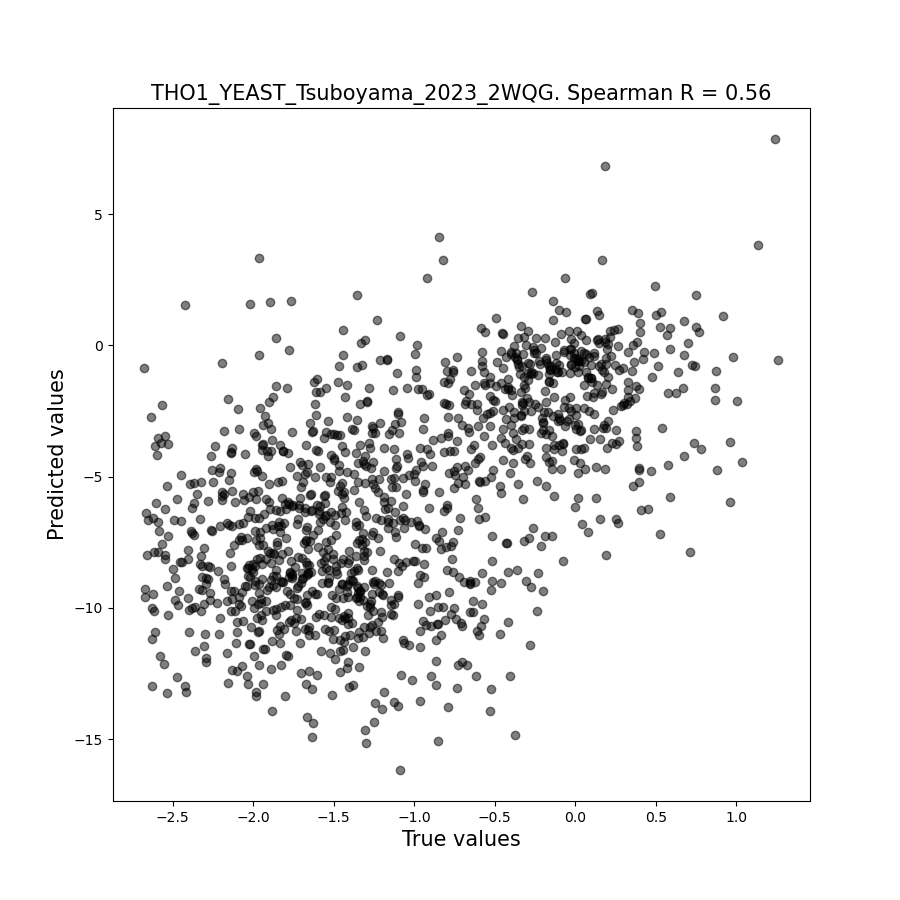 THO1_YEAST_Tsuboyama_2023_2WQG. Spearman R = 0.56
5
0
−5
−10
−15
Predicted values
−2.5 −2.0 −1.5 −1.0 −0.5 0.0 0.5 1.0
True values